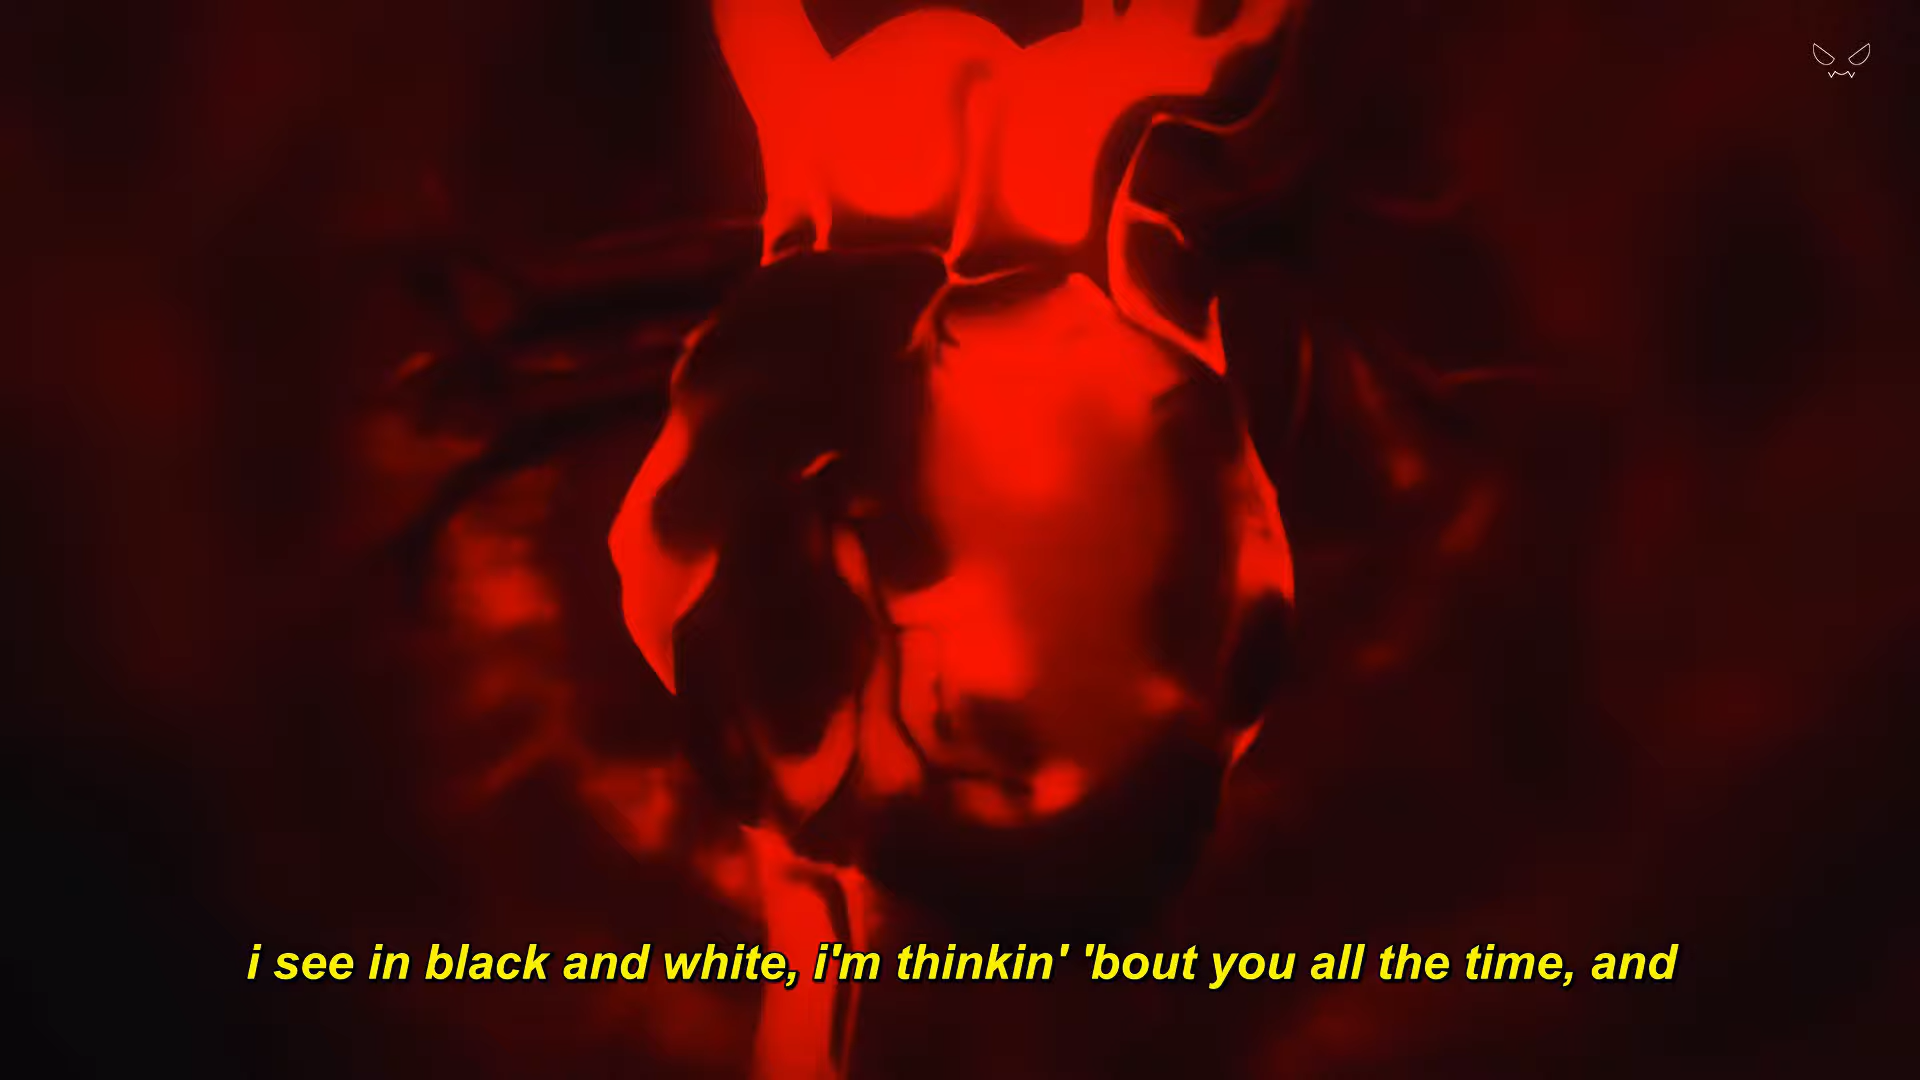 i see in black and white, i'm thinkin' 'bout you all the time, and